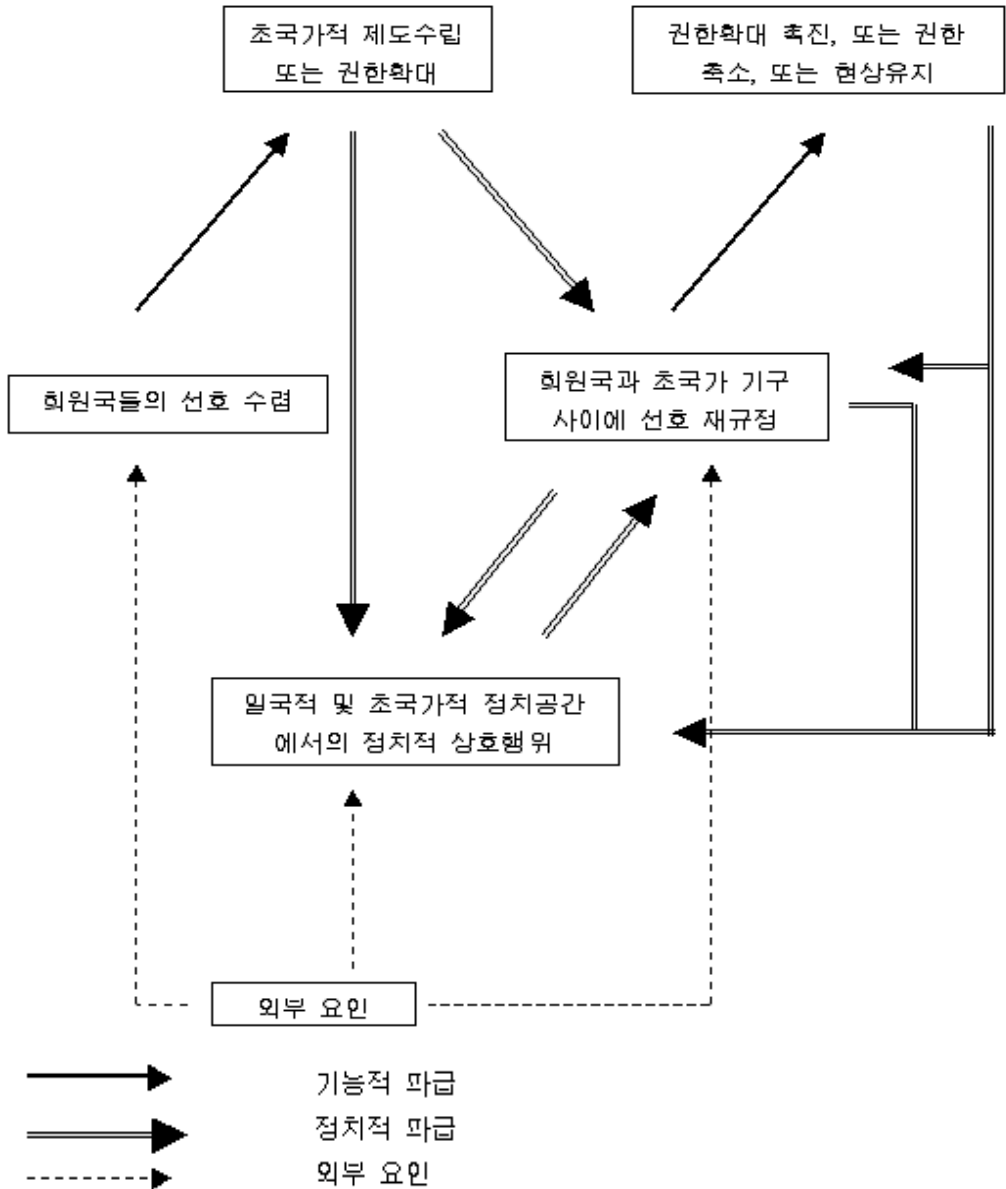 초국가적 제도수립
또는 권한확대
권한확대 촉진, 또는 권한
축소, 또는 현상유지
회원국들의 선호 수렴
회원국과 초국가 기구
사이에 선호 재규정
일국적 및 초국가적 정치공간
에서의 정치적 상호행위
외부 요인
기능적 파급
정치적 파급
외부 요인